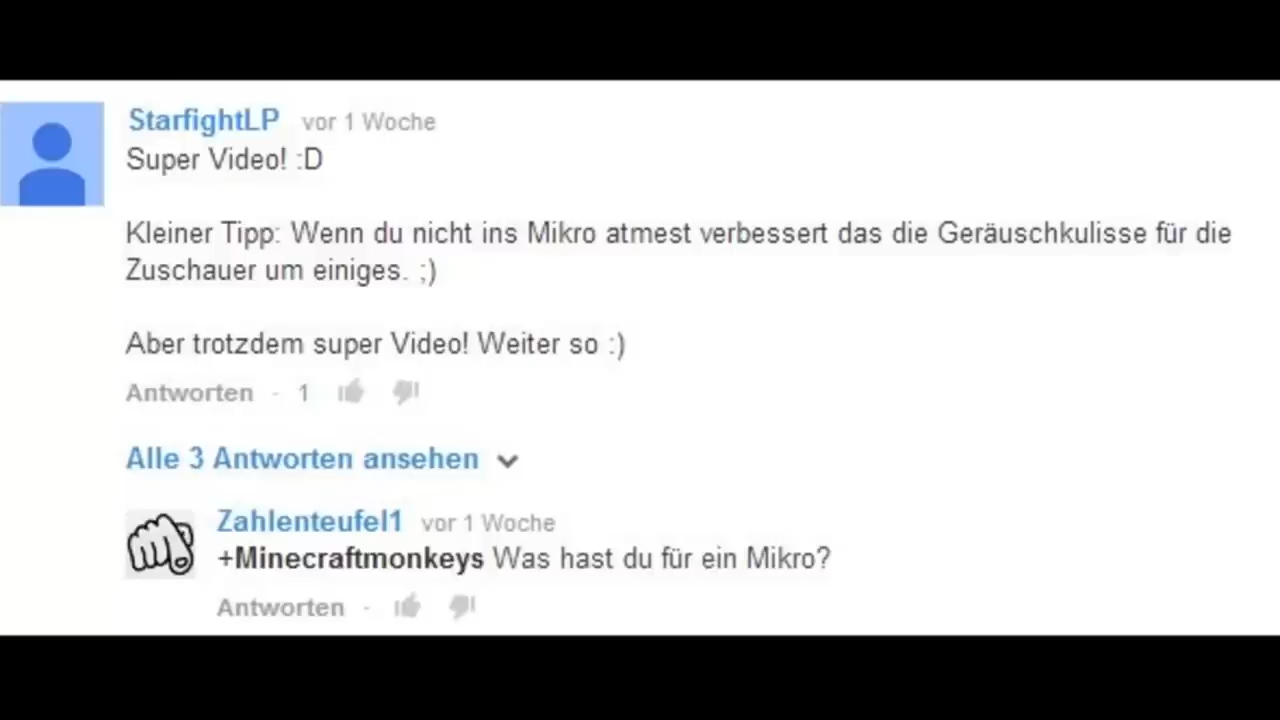 StarfightLP vor 1 Woche
Super Video! :D
Kleiner Tipp: Wenn du nicht ins Mikro atmest verbessert das die Geräuschkulisse für die
Zuschauer um einiges. ;)
Aber trotzdem super Video! Weiter so :)
Antworten · 1
Alle 3 Antworten ansehen
Zahlenteufel1 vor 1 Woche
+Minecraftmonkeys Was hast du für ein Mikro?
Antworten ·